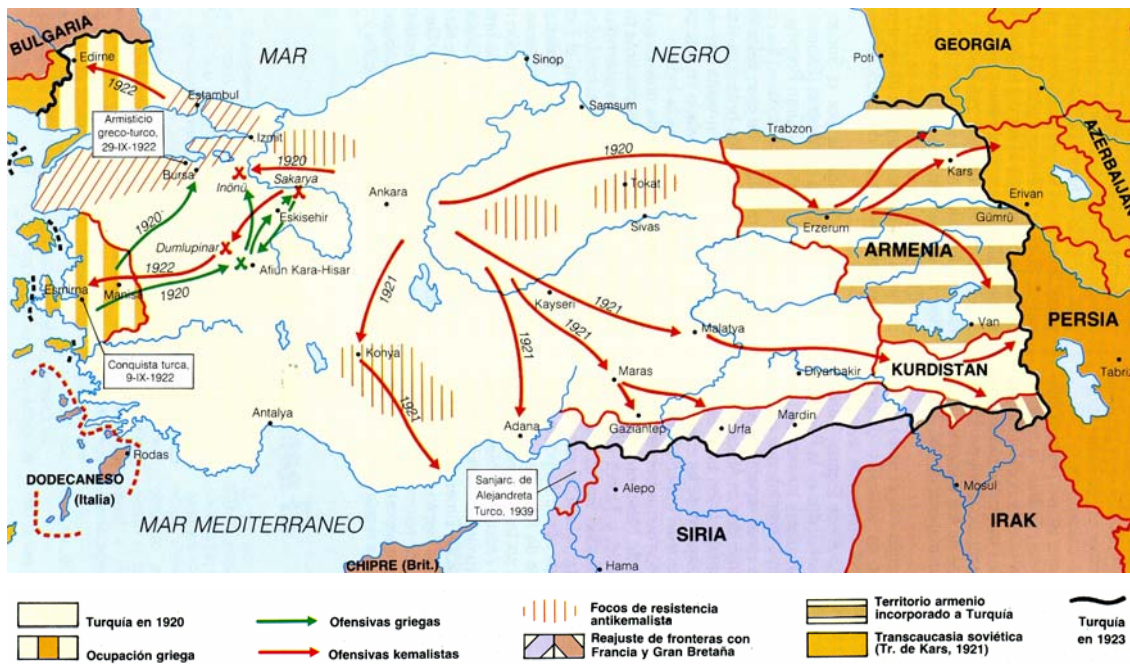 BULGARIA
MAR
NEGRO
GEORGIA
AZERBAIJAN
Edirne
1922
Estambul
Sinop
Poti
Armisticio
greco-turco,
29-IX-1922
Izmit
Samsum
Trabzon
Bursa
1920
Inönü
Sakarya
Ankara
1920
Tokat
Kars
Erivan
Eskisehir
Sivas
Erzerum
Gümrü
1920
Dumlupinar
Afiun Kara-Hisar
ARMENIA
1922
Esmirna
Manisa
1920
1921
Kayseri
1921
1921
1921
Malatya
Van
PERSIA
Conquista turca,
9-IX-1922
Konya
Maras
Diyarbakir
KURDISTAN
Tabriz
1921
Antalya
Adana
Gaziantep
Urfa
Mardin
Rodas
DODECANESO
(Italia)
Sanjarc. de
Alejandreta
Turco, 1939
Alepo
Mosul
MAR MEDITERRANEO
SIRIA
IRAK
CHIPRE (Brit.)
Hama
Turquía en 1920
Ocupación griega
Ofensivas griegas
Ofensivas kemalistas
Focos de resistencia
antikemalista
Reajuste de fronteras con
Francia y Gran Bretaña
Territorio armenio
incorporado a Turquía
Transcaucasia soviética
(Tr. de Kars, 1921)
Turquía
en 1923